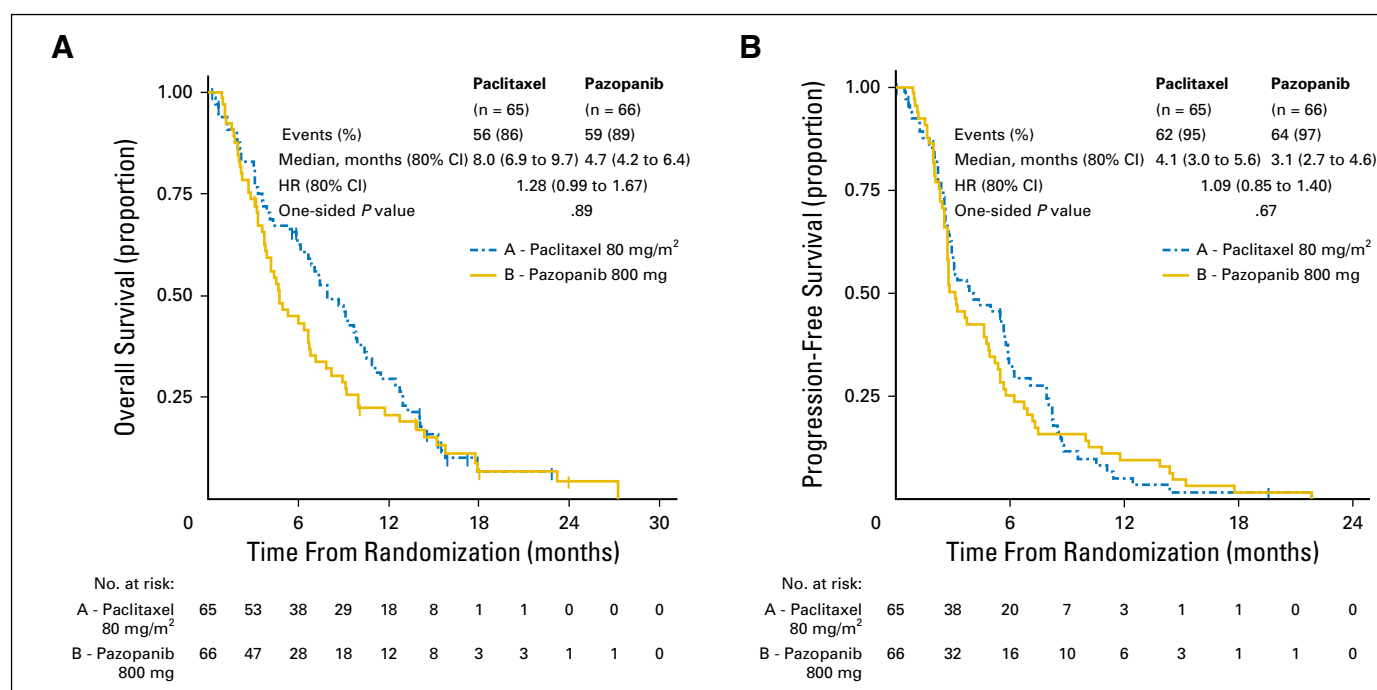 A
Paclitaxel Pazopanib
(n = 65) (n = 66)
Events (%) 56 (86) 59 (89)
Median, months (80% CI) 8.0 (6.9 to 9.7) 4.7 (4.2 to 6.4)
HR (80% CI) 1.28 (0.99 to 1.67)
One-sided P value .89
A - Paclitaxel 80 mg/m²
B - Pazopanib 800 mg
Overall Survival (proportion)
1.00
0.75
0.50
0.25
0 6 12 18 24 30
Time From Randomization (months)
No. at risk:
A - Paclitaxel 65 53 38 29 18 8 1 1 0 0 0
80 mg/m²
B - Pazopanib 66 47 28 18 12 8 3 3 1 1 0
800 mg
B
Paclitaxel Pazopanib
(n = 65) (n = 66)
Events (%) 62 (95) 64 (97)
Median, months (80% CI) 4.1 (3.0 to 5.6) 3.1 (2.7 to 4.6)
HR (80% CI) 1.09 (0.85 to 1.40)
One-sided P value .67
A - Paclitaxel 80 mg/m²
B - Pazopanib 800 mg
Progression-Free Survival (proportion)
1.00
0.75
0.50
0.25
0 6 12 18 24
Time From Randomization (months)
No. at risk:
A - Paclitaxel 65 38 20 7 3 1 1 0 0
80 mg/m²
B - Pazopanib 66 32 16 10 6 3 1 1 0
800 mg